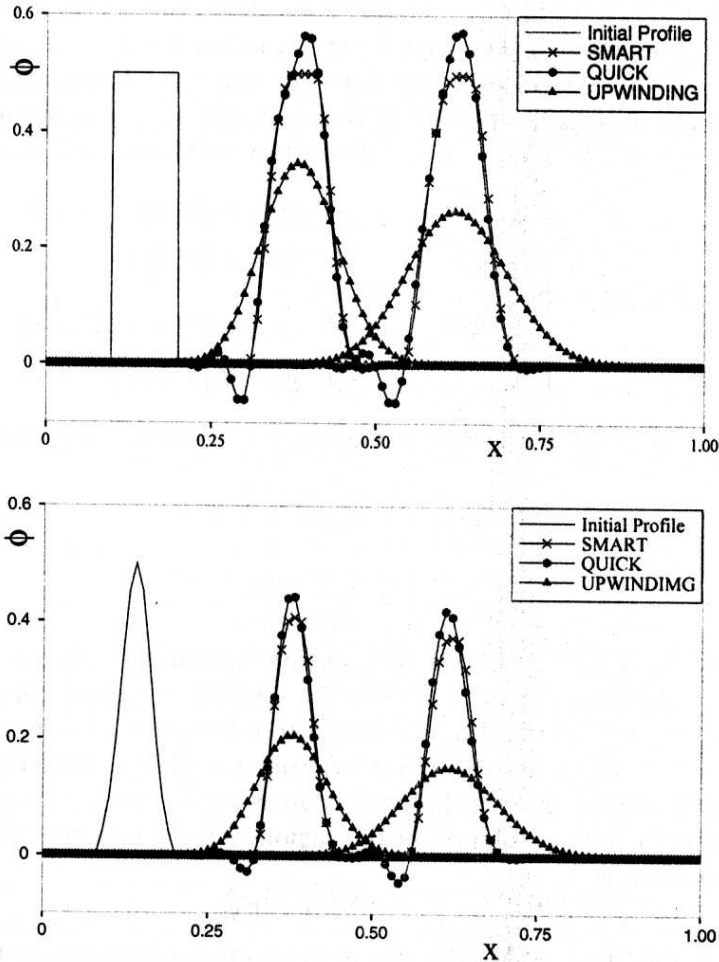 0.6
Initial Profile
SMART
QUICK
UPWINDING
ϕ
0.4
0.2
0
0
0.25
0.50
X
0.75
1.00
0.6
Initial Profile
SMART
QUICK
UPWINDIMG
ϕ
0.4
0.2
0
0
0.25
0.50
X
0.75
1.00